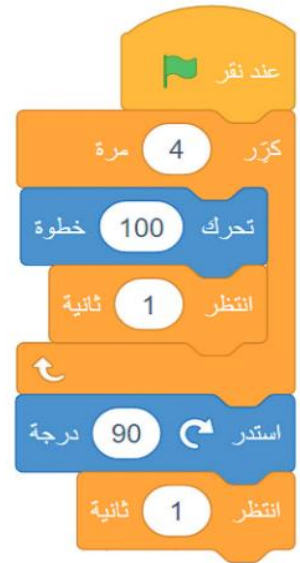 عند نقر
كرّر 4 مرة
تحرك 100 خطوة
انتظر 1 ثانية
استدر 90 درجة
انتظر 1 ثانية